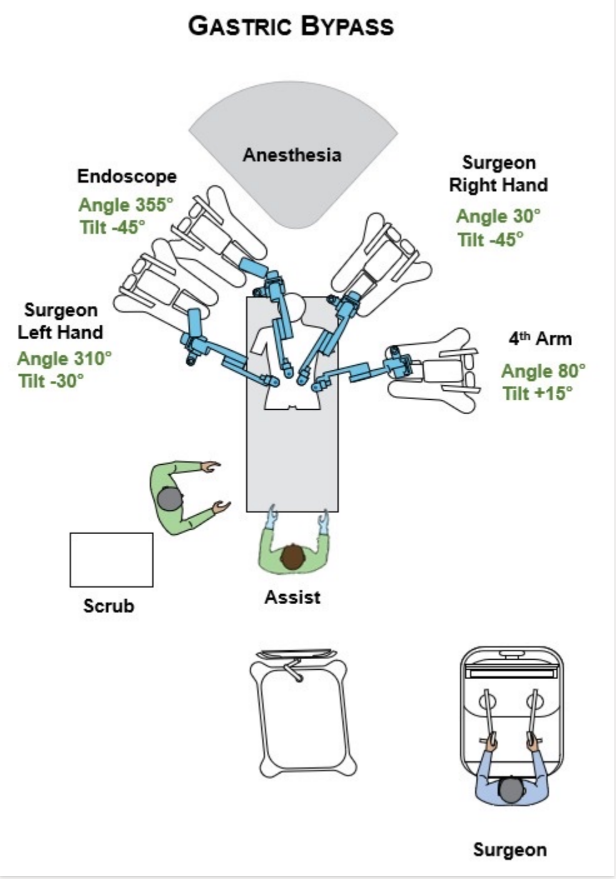 GASTRIC BYPASS
Anesthesia
Endoscope
Angle 355°
Tilt -45°
Surgeon
Right Hand
Angle 30°
Tilt -45°
Surgeon
Left Hand
Angle 310°
Tilt -30°
4th Arm
Angle 80°
Tilt +15°
Scrub
Assist
Surgeon